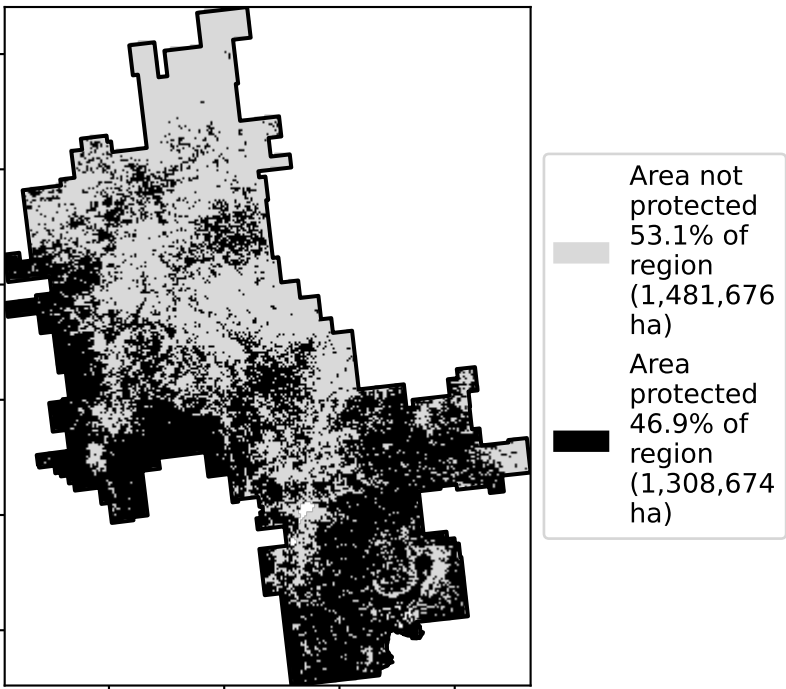 Area not
protected
53.1% of
region
(1,481,676
ha)
Area
protected
46.9% of
region
(1,308,674
ha)